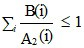 ∑ᵢ B(i)/A₂(i) ≤ 1